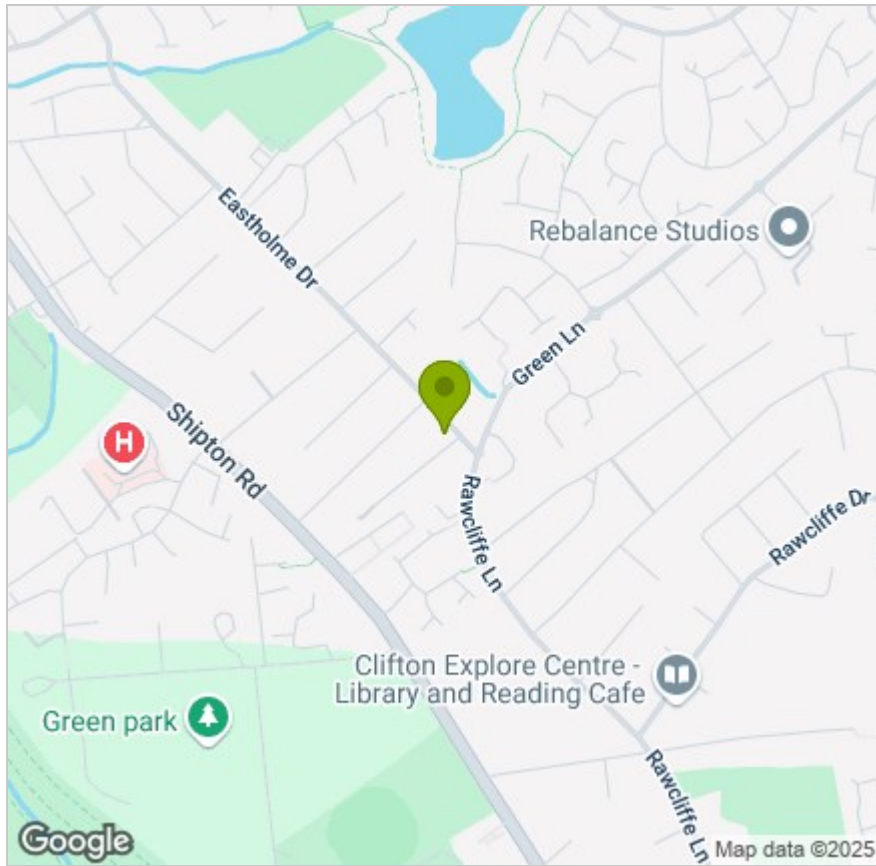 Eastholme Dr
Rebalance Studios
Green Ln
Shipton Rd
H
Rawcliffe Ln
Rawcliffe Dr
Clifton Explore Centre -
Library and Reading Cafe
Green park
Rawcliffe Ln
Google
Map data ©2025